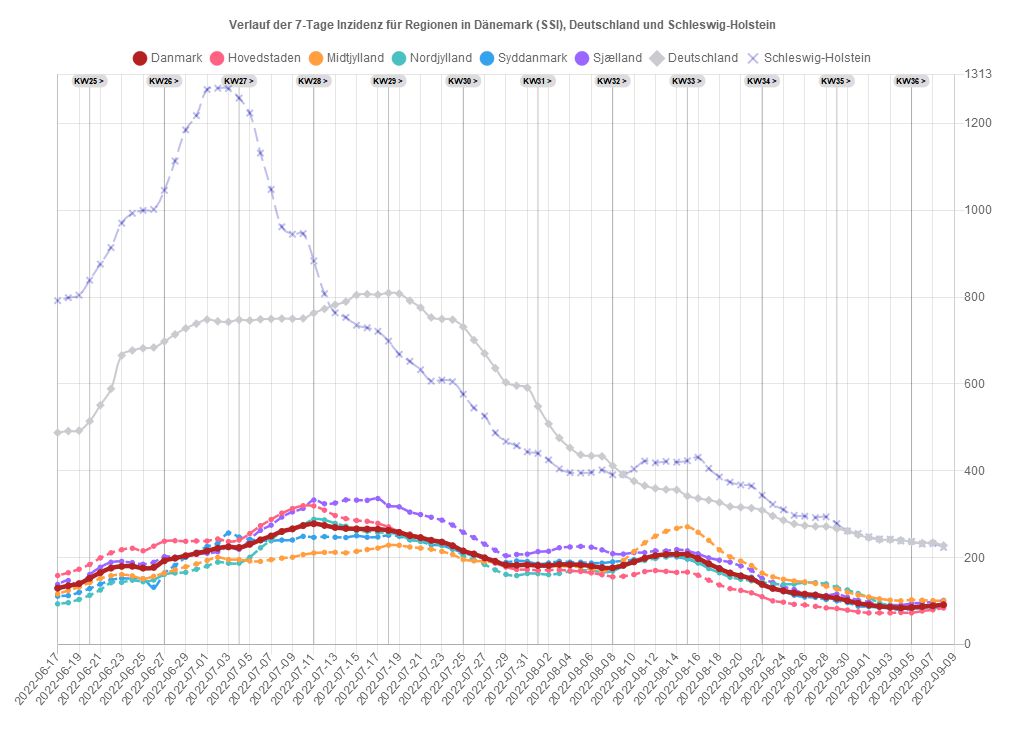 Verlauf der 7-Tage Inzidenz für Regionen in Dänemark (SSI), Deutschland und Schleswig-Holstein
Danmark Hovedstaden Midtjylland Nordjylland Syddanmark Sjælland Deutschland Schleswig-Holstein
KW25 > KW26 > KW27 > KW28 > KW29 > KW30 > KW31 > KW32 > KW33 > KW34 > KW35 > KW36 >
1313
1200
1000
800
600
400
200
0
2022-06-17 2022-06-19 2022-06-21 2022-06-23 2022-06-25 2022-06-27 2022-06-29 2022-07-01 2022-07-03 2022-07-05 2022-07-07 2022-07-09 2022-07-11 2022-07-13 2022-07-15 2022-07-17 2022-07-19 2022-07-21 2022-07-23 2022-07-25 2022-07-27 2022-07-29 2022-07-31 2022-08-02 2022-08-04 2022-08-06 2022-08-08 2022-08-10 2022-08-12 2022-08-14 2022-08-16 2022-08-18 2022-08-20 2022-08-22 2022-08-24 2022-08-26 2022-08-28 2022-08-30 2022-09-01 2022-09-03 2022-09-05 2022-09-07 2022-09-09